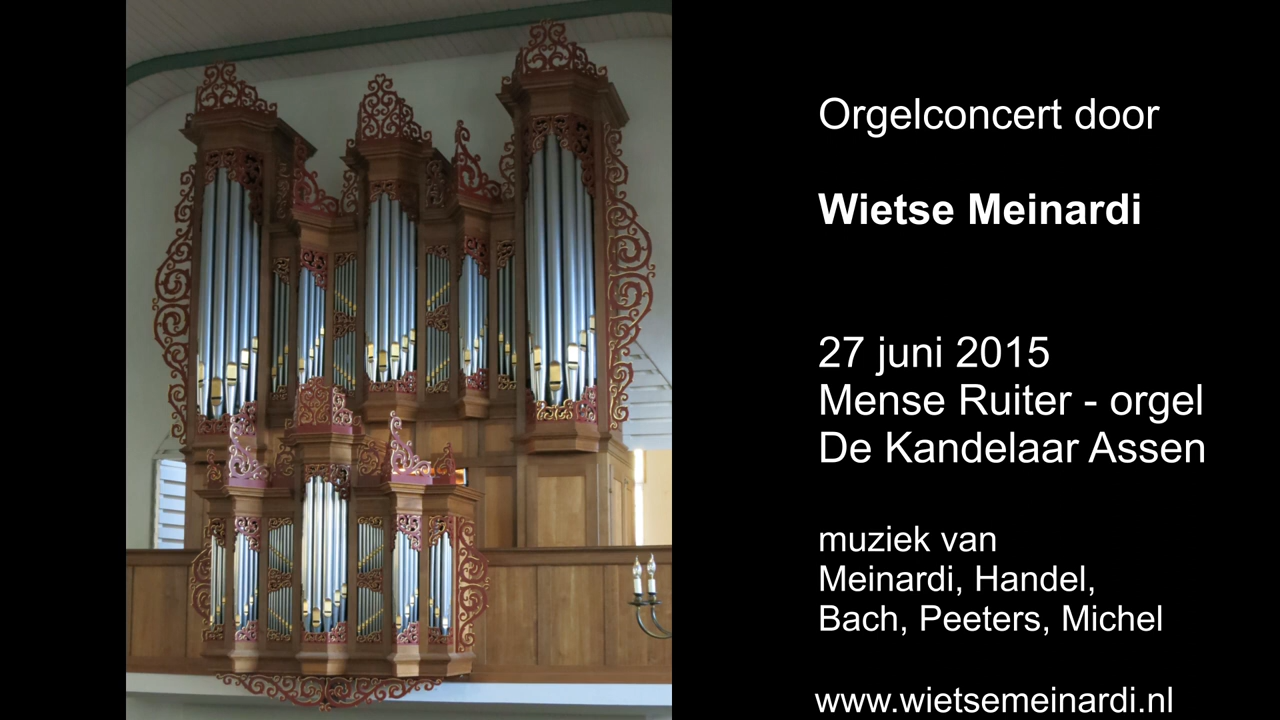 Orgelconcert door
Wietse Meinardi
27 juni 2015
Mense Ruiter - orgel
De Kandelaar Assen
muziek van
Meinardi, Handel,
Bach, Peeters, Michel
www.wietsemeinardi.nl